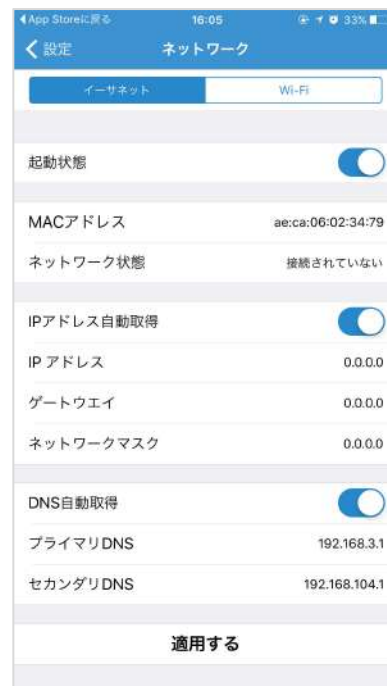 App Storeに戻る 16:05 33%
設定 ネットワーク
イーサネット Wi-Fi
起動状態
MACアドレス ae:ca:06:02:34:79
ネットワーク状態 接続されていない
IPアドレス自動取得
IP アドレス 0.0.0.0
ゲートウエイ 0.0.0.0
ネットワークマスク 0.0.0.0
DNS自動取得
プライマリDNS 192.168.3.1
セカンダリDNS 192.168.104.1
適用する